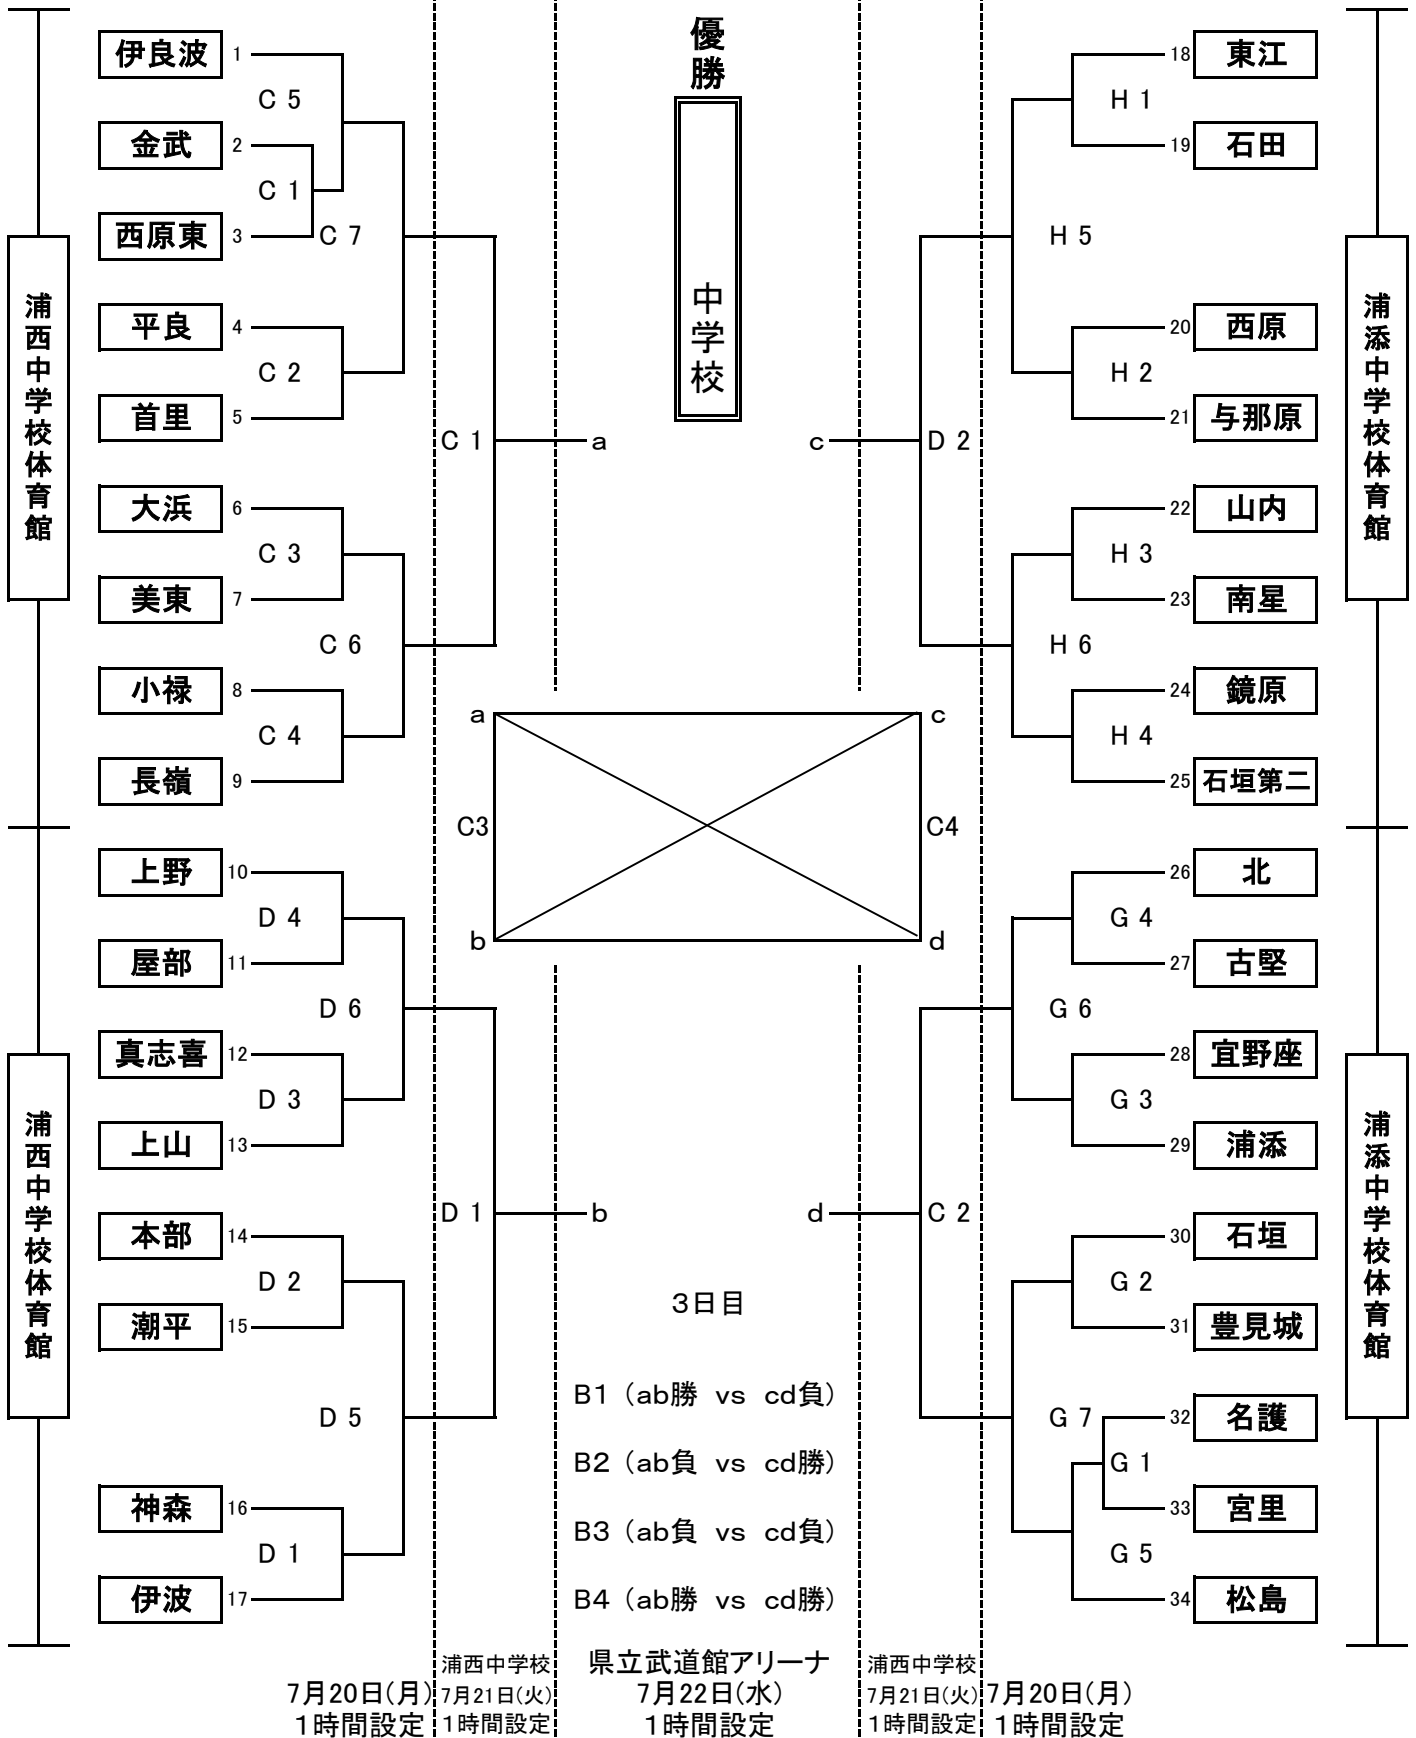 優勝
中学校
浦西中学校体育館
伊良波 1
C 5
金武 2
C 1
西原東 3
C 7
平良 4
C 2
首里 5
C 1
a
大浜 6
C 3
美東 7
C 6
小禄 8
C 4
長嶺 9
浦西中学校体育館
上野 10
D 4
屋部 11
D 6
真志喜 12
D 3
上山 13
D 1
b
本部 14
D 2
潮平 15
D 5
神森 16
D 1
伊波 17
a
c
C3
C4
b
d
浦添中学校体育館
18 東江
H 1
19 石田
H 5
20 西原
H 2
21 与那原
c
D 2
22 山内
H 3
23 南星
H 6
24 鏡原
H 4
25 石垣第二
浦添中学校体育館
26 北
G 4
27 古堅
G 6
28 宜野座
G 3
29 浦添
d
C 2
30 石垣
G 2
31 豊見城
G 7
32 名護
G 1
33 宮里
G 5
34 松島
3日目
B1 (ab勝 vs cd負)
B2 (ab負 vs cd勝)
B3 (ab負 vs cd負)
B4 (ab勝 vs cd勝)
7月20日(月)
1時間設定
浦西中学校
7月21日(火)
1時間設定
県立武道館アリーナ
7月22日(水)
1時間設定
浦西中学校
7月21日(火)
1時間設定
7月20日(月)
1時間設定